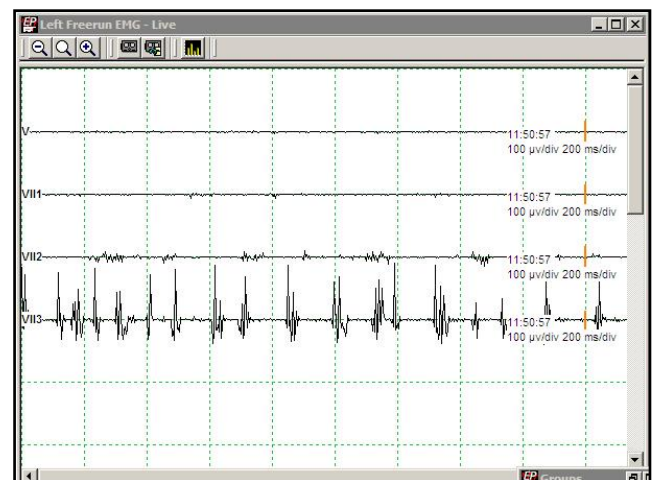 EP Left Freerun EMG - Live
V
11:50:57
100 µv/div 200 ms/div
VII1
11:50:57
100 µv/div 200 ms/div
VII2
11:50:57
100 µv/div 200 ms/div
VII3
11:50:57
100 µv/div 200 ms/div
EP Groups